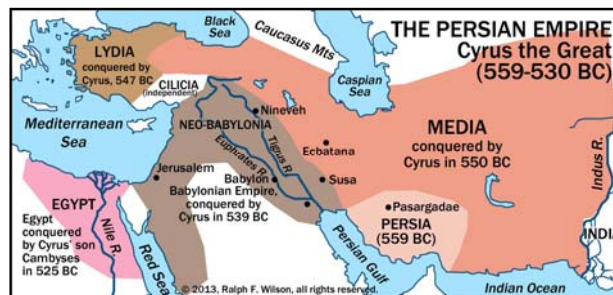 THE PERSIAN EMPIRE
Cyrus the Great
(559-530 BC)
Black
Sea
Caucasus Mts
Caspian
Sea
LYDIA
conquered by
Cyrus, 547 BC
CILICIA
(independent)
Mediterranean
Sea
Nineveh
NEO-BABYLONIA
Tigrus R.
Euphrates R.
Ecbatana
MEDIA
conquered by
Cyrus in 550 BC
Indus R.
Jerusalem
Babylon
Susa
Babylonian Empire,
conquered by
Cyrus in 539 BC
Pasargadae
PERSIA
(559 BC)
EGYPT
Egypt
conquered by
Cyrus' son
Cambyses
in 525 BC
Nile R.
Red Sea
Persian Gulf
INDIA
Indian Ocean
© 2013, Ralph F. Wilson, all rights reserved.